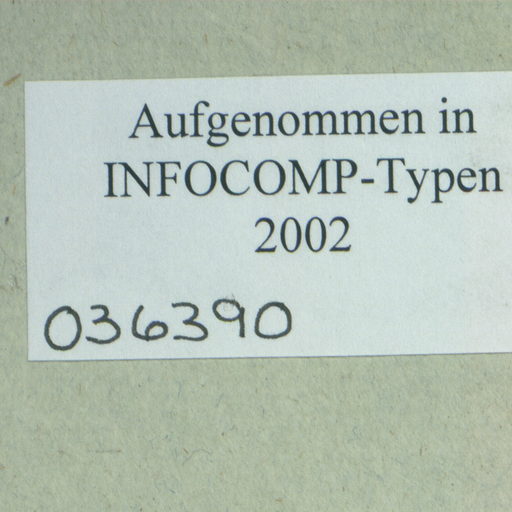 Aufgenommen in
INFOCOMP-Typen
2002
036390